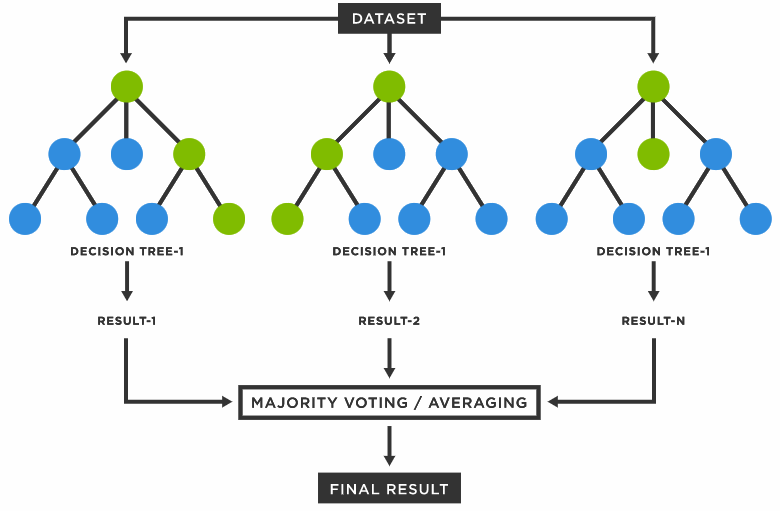 DATASET
DECISION TREE-1
DECISION TREE-1
DECISION TREE-1
RESULT-1
RESULT-2
RESULT-N
MAJORITY VOTING / AVERAGING
FINAL RESULT